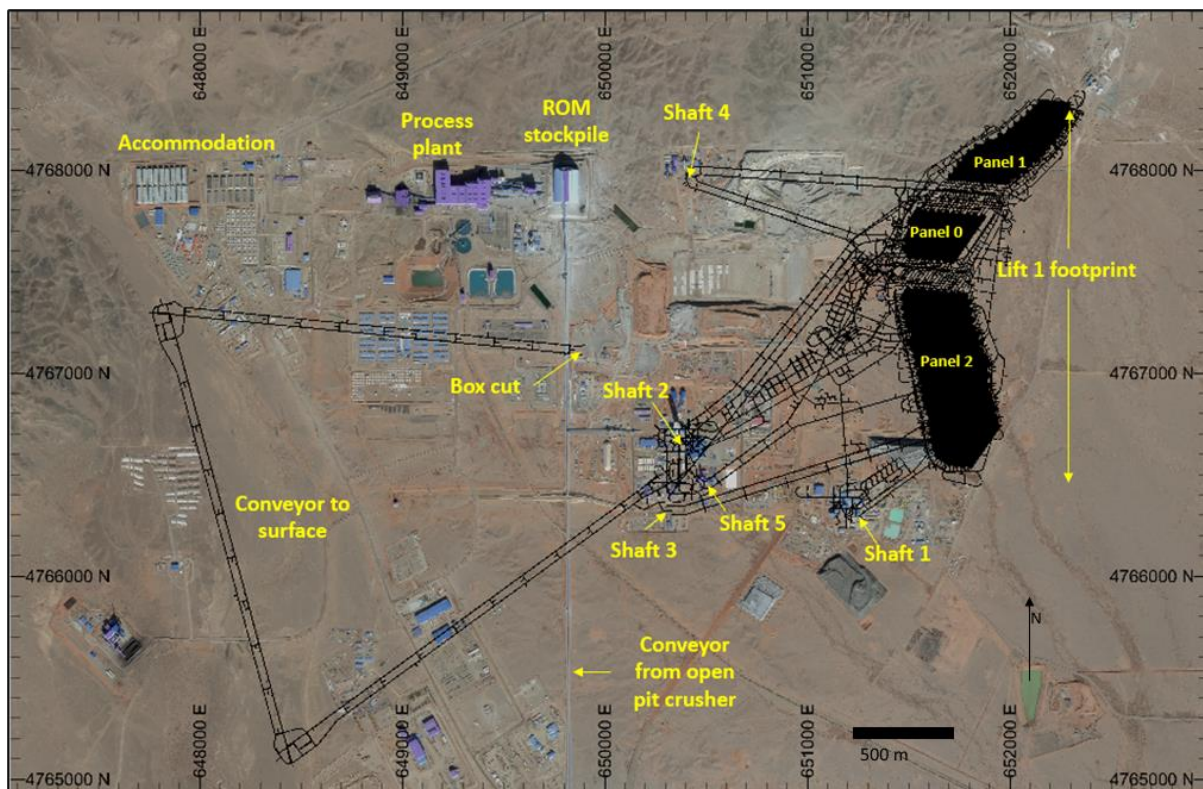 648000 E
649000 E
650000 E
651000 E
652000 E
Accommodation
Process
plant
ROM
stockpile
Shaft 4
Panel 1
4768000 N
4768000 N
Panel 0
Lift 1 footprint
Panel 2
4767000 N
4767000 N
Box cut
Shaft 2
Conveyor to
surface
Shaft 5
Shaft 3
Shaft 1
4766000 N
4766000 N
N
Conveyor
from open
pit crusher
500 m
648000 E
649000 E
650000 E
651000 E
652000 E
4765000 N
4765000 N